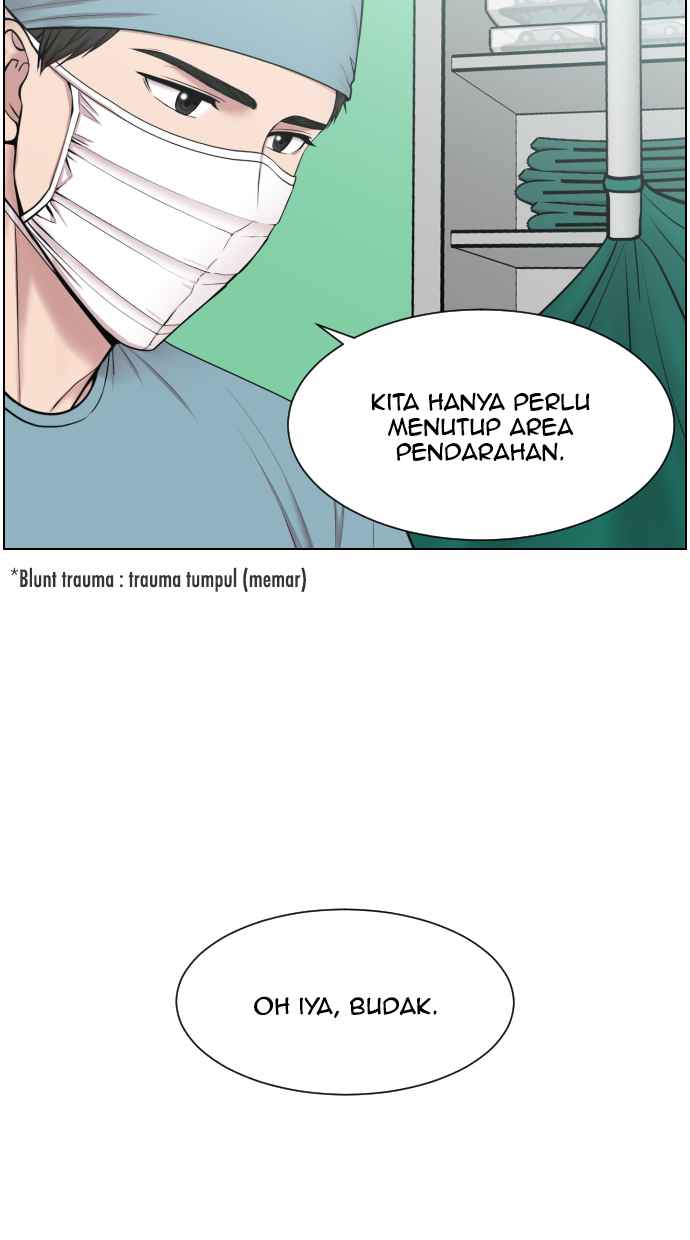 KITA HANYA PERLU
MENUTUP AREA
PENDARAHAN.
*Blunt trauma : trauma tumpul (memar)
OH IYA, BUDAK.